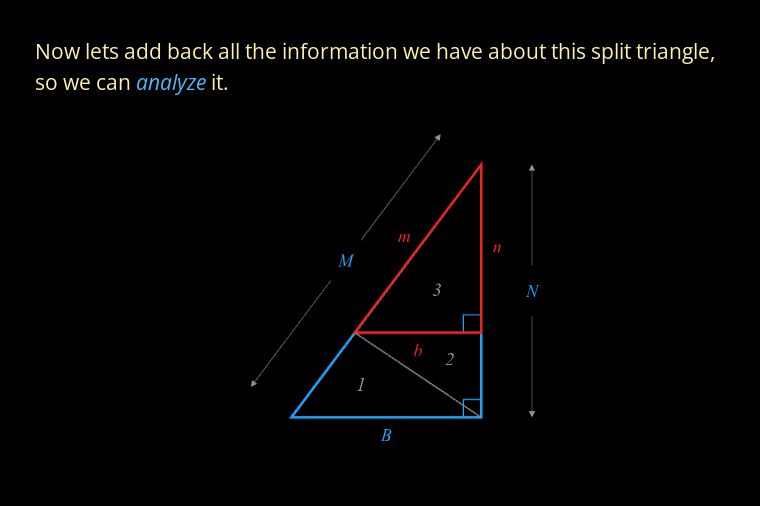 Now lets add back all the information we have about this split triangle,
so we can analyze it.
m
n
M
3
N
b
2
1
B